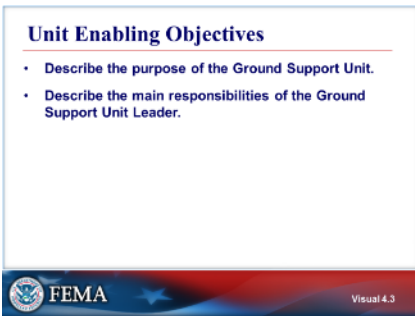 Unit Enabling Objectives
• Describe the purpose of the Ground Support Unit.
• Describe the main responsibilities of the Ground
Support Unit Leader.
FEMA
Visual 4.3